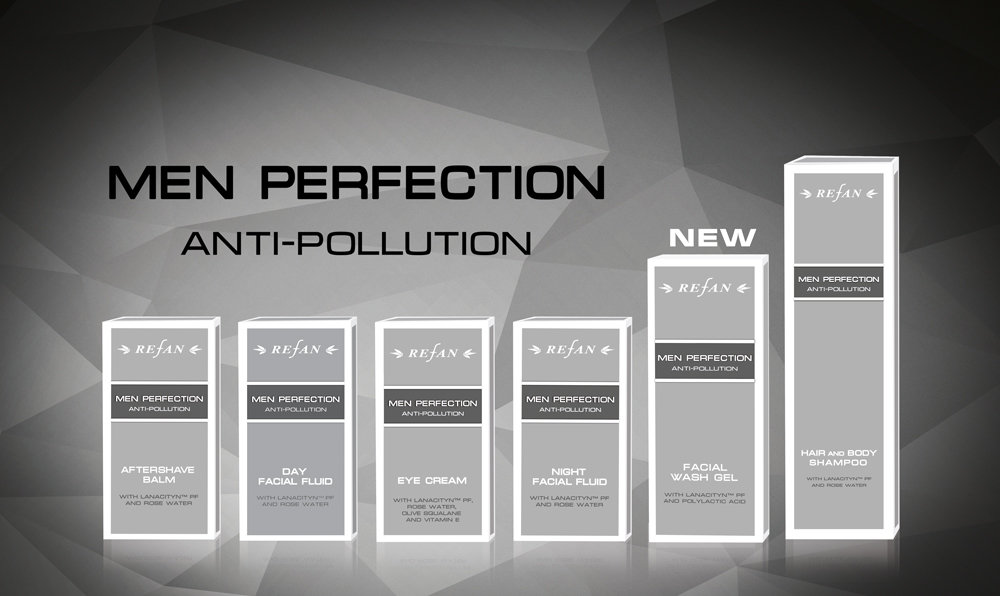 MEN PERFECTION
ANTI-POLLUTION
NEW
REFAN
MEN PERFECTION
ANTI-POLLUTION
AFTERSHAVE
BALM
WITH LANACITYN™ PF
AND ROSE WATER
REFAN
MEN PERFECTION
ANTI-POLLUTION
DAY
FACIAL FLUID
WITH LANACITYN™ PF
AND ROSE WATER
REFAN
MEN PERFECTION
ANTI-POLLUTION
EYE CREAM
WITH LANACITYN™ PF,
ROSE WATER,
OLIVE SQUALANE
AND VITAMIN E
REFAN
MEN PERFECTION
ANTI-POLLUTION
NIGHT
FACIAL FLUID
WITH LANACITYN™ PF
AND ROSE WATER
REFAN
MEN PERFECTION
ANTI-POLLUTION
FACIAL
WASH GEL
WITH LANACITYN™ PF
AND POLYLACTIC ACID
REFAN
MEN PERFECTION
ANTI-POLLUTION
HAIR AND BODY
SHAMPOO
WITH LANACITYN™ PF
AND ROSE WATER